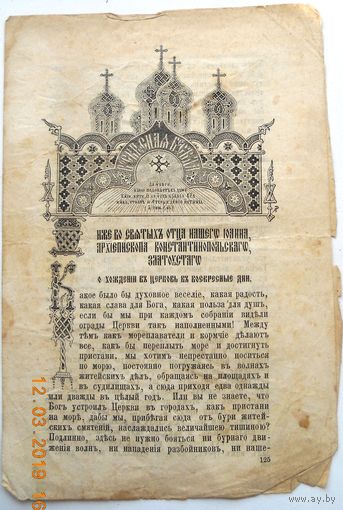 ИЖЕ ВО СВЯТЫХЪ ОТЦА НАШЕГО ІОАННА,
АРХІЕПИСКОПА КОНСТАНТИНОПОЛЬСКАГО,
ЗЛАТОУСТАГО
О ХОЖДЕНІИ ВЪ ЦЕРКОВЬ ВЪ ВОСКРЕСНЫЕ ДНИ.
Какое было бы духовное веселіе, какая радость,
какая слава для Бога, какая польза для душъ,
если бы мы при каждомъ собраніи видѣли
ограды Церкви такъ наполненными! Между
тѣмъ какъ мореплаватели и кормчіе дѣлаютъ
все, какъ бы переплыть море и достигнуть
пристани, мы хотимъ непрестанно носиться
по морю, постоянно погружаясь въ волнахъ
житейскихъ дѣлъ, обращаясь на площадяхъ и
въ судилищахъ, а сюда приходя едва однажды
или дважды въ цѣлый годъ. Или вы не знаете, что
Богъ устроилъ Церкви въ городахъ, какъ пристани
на морѣ, дабы мы, прибѣгая сюда отъ бури житей-
скихъ смятеній, наслаждались величайшею тишиною?
Подлинно, здѣсь не нужно бояться ни бурнаго дви-
женія волнъ, ни нападенія разбойниковъ, ни наше-
125
12 03 2019 16
www.ay.by